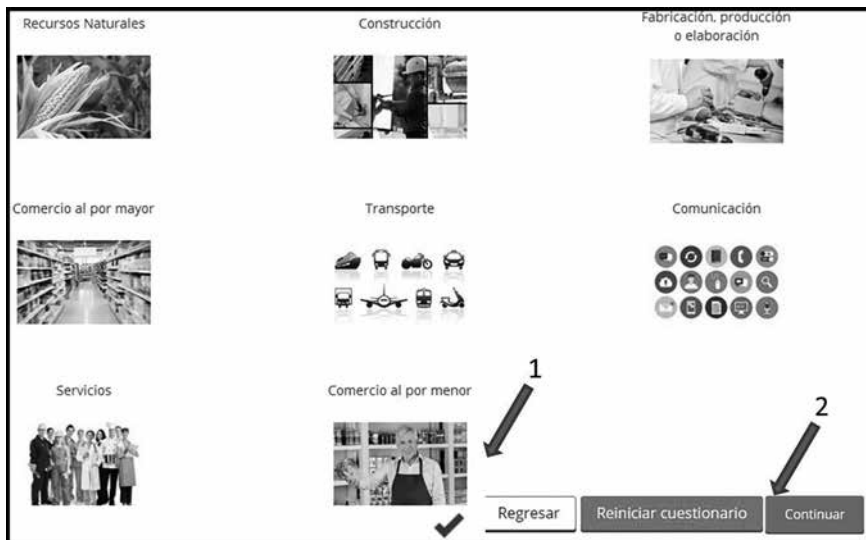 Recursos Naturales
Construcción
Fabricación, producción
o elaboración
Comercio al por mayor
Transporte
Comunicación
Servicios
Comercio al por menor
1
2
Regresar
Reiniciar cuestionario
Continuar